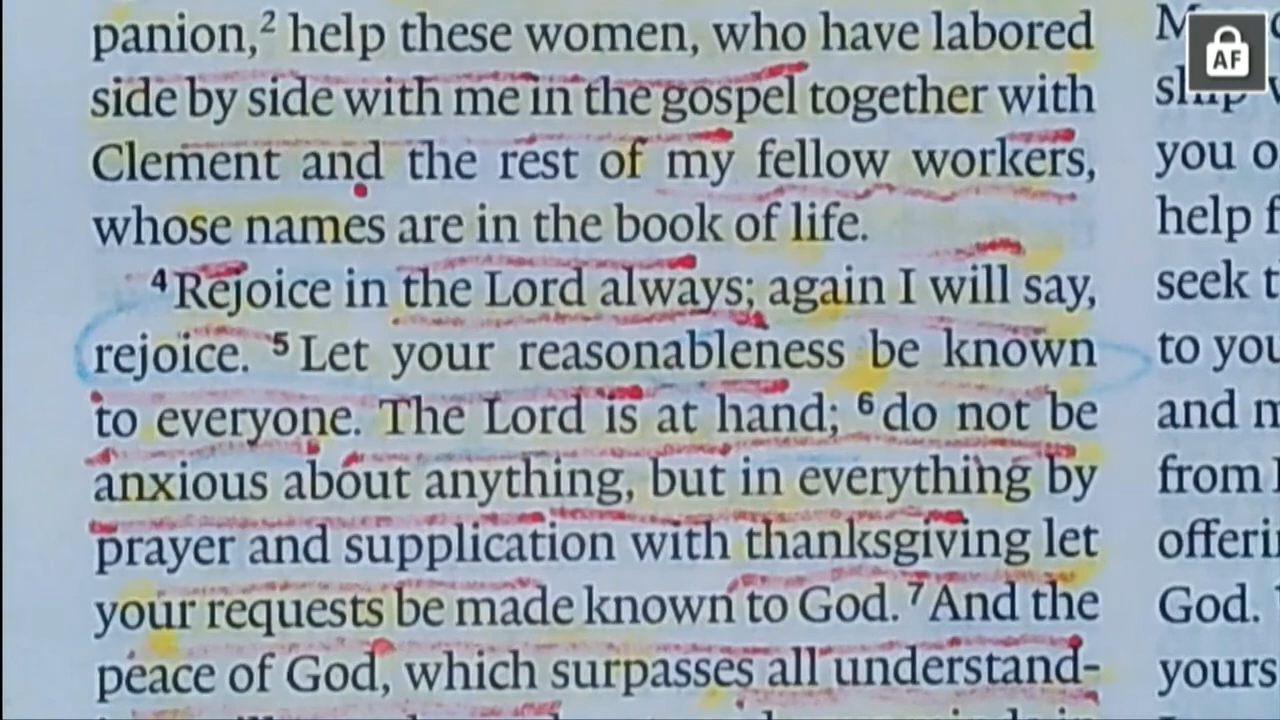 panion,² help these women, who have labored
side by side with me in the gospel together with
Clement and the rest of my fellow workers,
whose names are in the book of life.
⁴Rejoice in the Lord always; again I will say,
rejoice. ⁵Let your reasonableness be known
to everyone. The Lord is at hand; ⁶do not be
anxious about anything, but in everything by
prayer and supplication with thanksgiving let
your requests be made known to God. ⁷And the
peace of God, which surpasses all understand-
AF
you o
help f
seek t
to you
and m
from
offeri
God.
yours